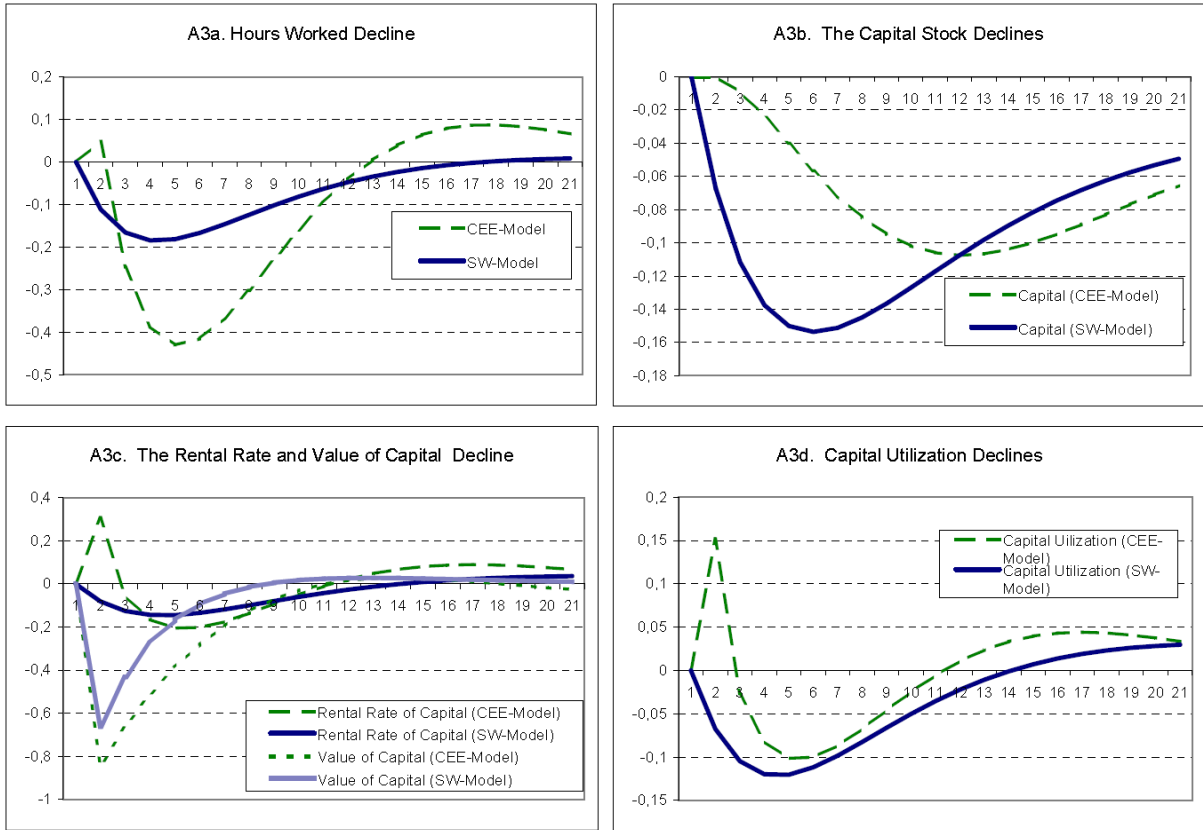 A3a. Hours Worked Decline
0,2
0,1
0
-0,1
-0,2
-0,3
-0,4
-0,5
1 2 3 4 5 6 7 8 9 10 11 12 13 14 15 16 17 18 19 20 21
CEE-Model
SW-Model
A3b. The Capital Stock Declines
0
-0,02
-0,04
-0,06
-0,08
-0,1
-0,12
-0,14
-0,16
-0,18
1 2 3 4 5 6 7 8 9 10 11 12 13 14 15 16 17 18 19 20 21
Capital (CEE-Model)
Capital (SW-Model)
A3c. The Rental Rate and Value of Capital Decline
0,4
0,2
0
-0,2
-0,4
-0,6
-0,8
-1
1 2 3 4 5 6 7 8 9 10 11 12 13 14 15 16 17 18 19 20 21
Rental Rate of Capital (CEE-Model)
Rental Rate of Capital (SW-Model)
Value of Capital (CEE-Model)
Value of Capital (SW-Model)
A3d. Capital Utilization Declines
0,2
0,15
0,1
0,05
0
-0,05
-0,1
-0,15
1 2 3 4 5 6 7 8 9 10 11 12 13 14 15 16 17 18 19 20 21
Capital Uilization (CEE-
Model)
Capital Utilization (SW-
Model)